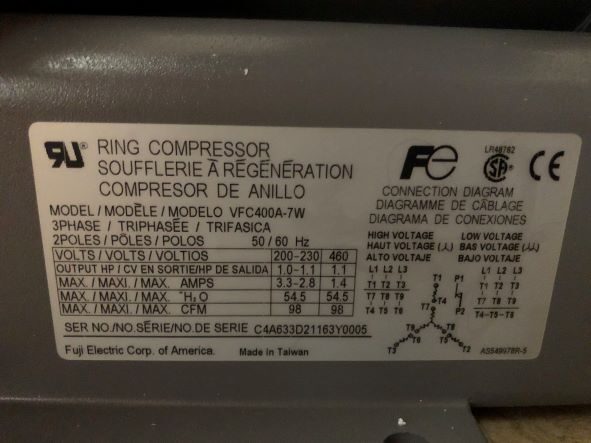 RU® RING COMPRESSOR
SOUFFLERIE À RÉGÉNÉRATION
COMPRESOR DE ANILLO
MODEL / MODÈLE / MODELO VFC400A-7W
3PHASE / TRIPHASÉE / TRIFASICA
2POLES / PÔLES / POLOS 50 / 60 Hz
VOLTS / VOLTS / VOLTIOS 200-230 460
OUTPUT HP / CV EN SORTIE/HP DE SALIDA 1.0-1.1 1.1
MAX. / MAXI. / MAX. AMPS 3.3-2.8 1.4
MAX. / MAXI. / MAX. "H₂O 54.5 54.5
MAX. / MAXI. / MAX. CFM 98 98
SER NO./NO.SÉRIE/NO.DE SERIE C4A633D21163Y0005
Fuji Electric Corp. of America. Made in Taiwan
Fe LR48782 SA CE
CONNECTION DIAGRAM
DIAGRAMME DE CÂBLAGE
DIAGRAMA DE CONEXIONES
HIGH VOLTAGE LOW VOLTAGE
HAUT VOLTAGE (⅄) BAS VOLTAGE (⅄⅄)
ALTO VOLTAJE BAJO VOLTAJE
L1 L2 L3 T1 P1 L1 L2 L3
T1 T2 T3 T1 T2 T3
T7 T8 T9 T4 T7 T8 T9
T4 T5 T6 T7 P2 T4-T5-T6
T9 T8
T6 T5
T3 T2 AS549978R-5